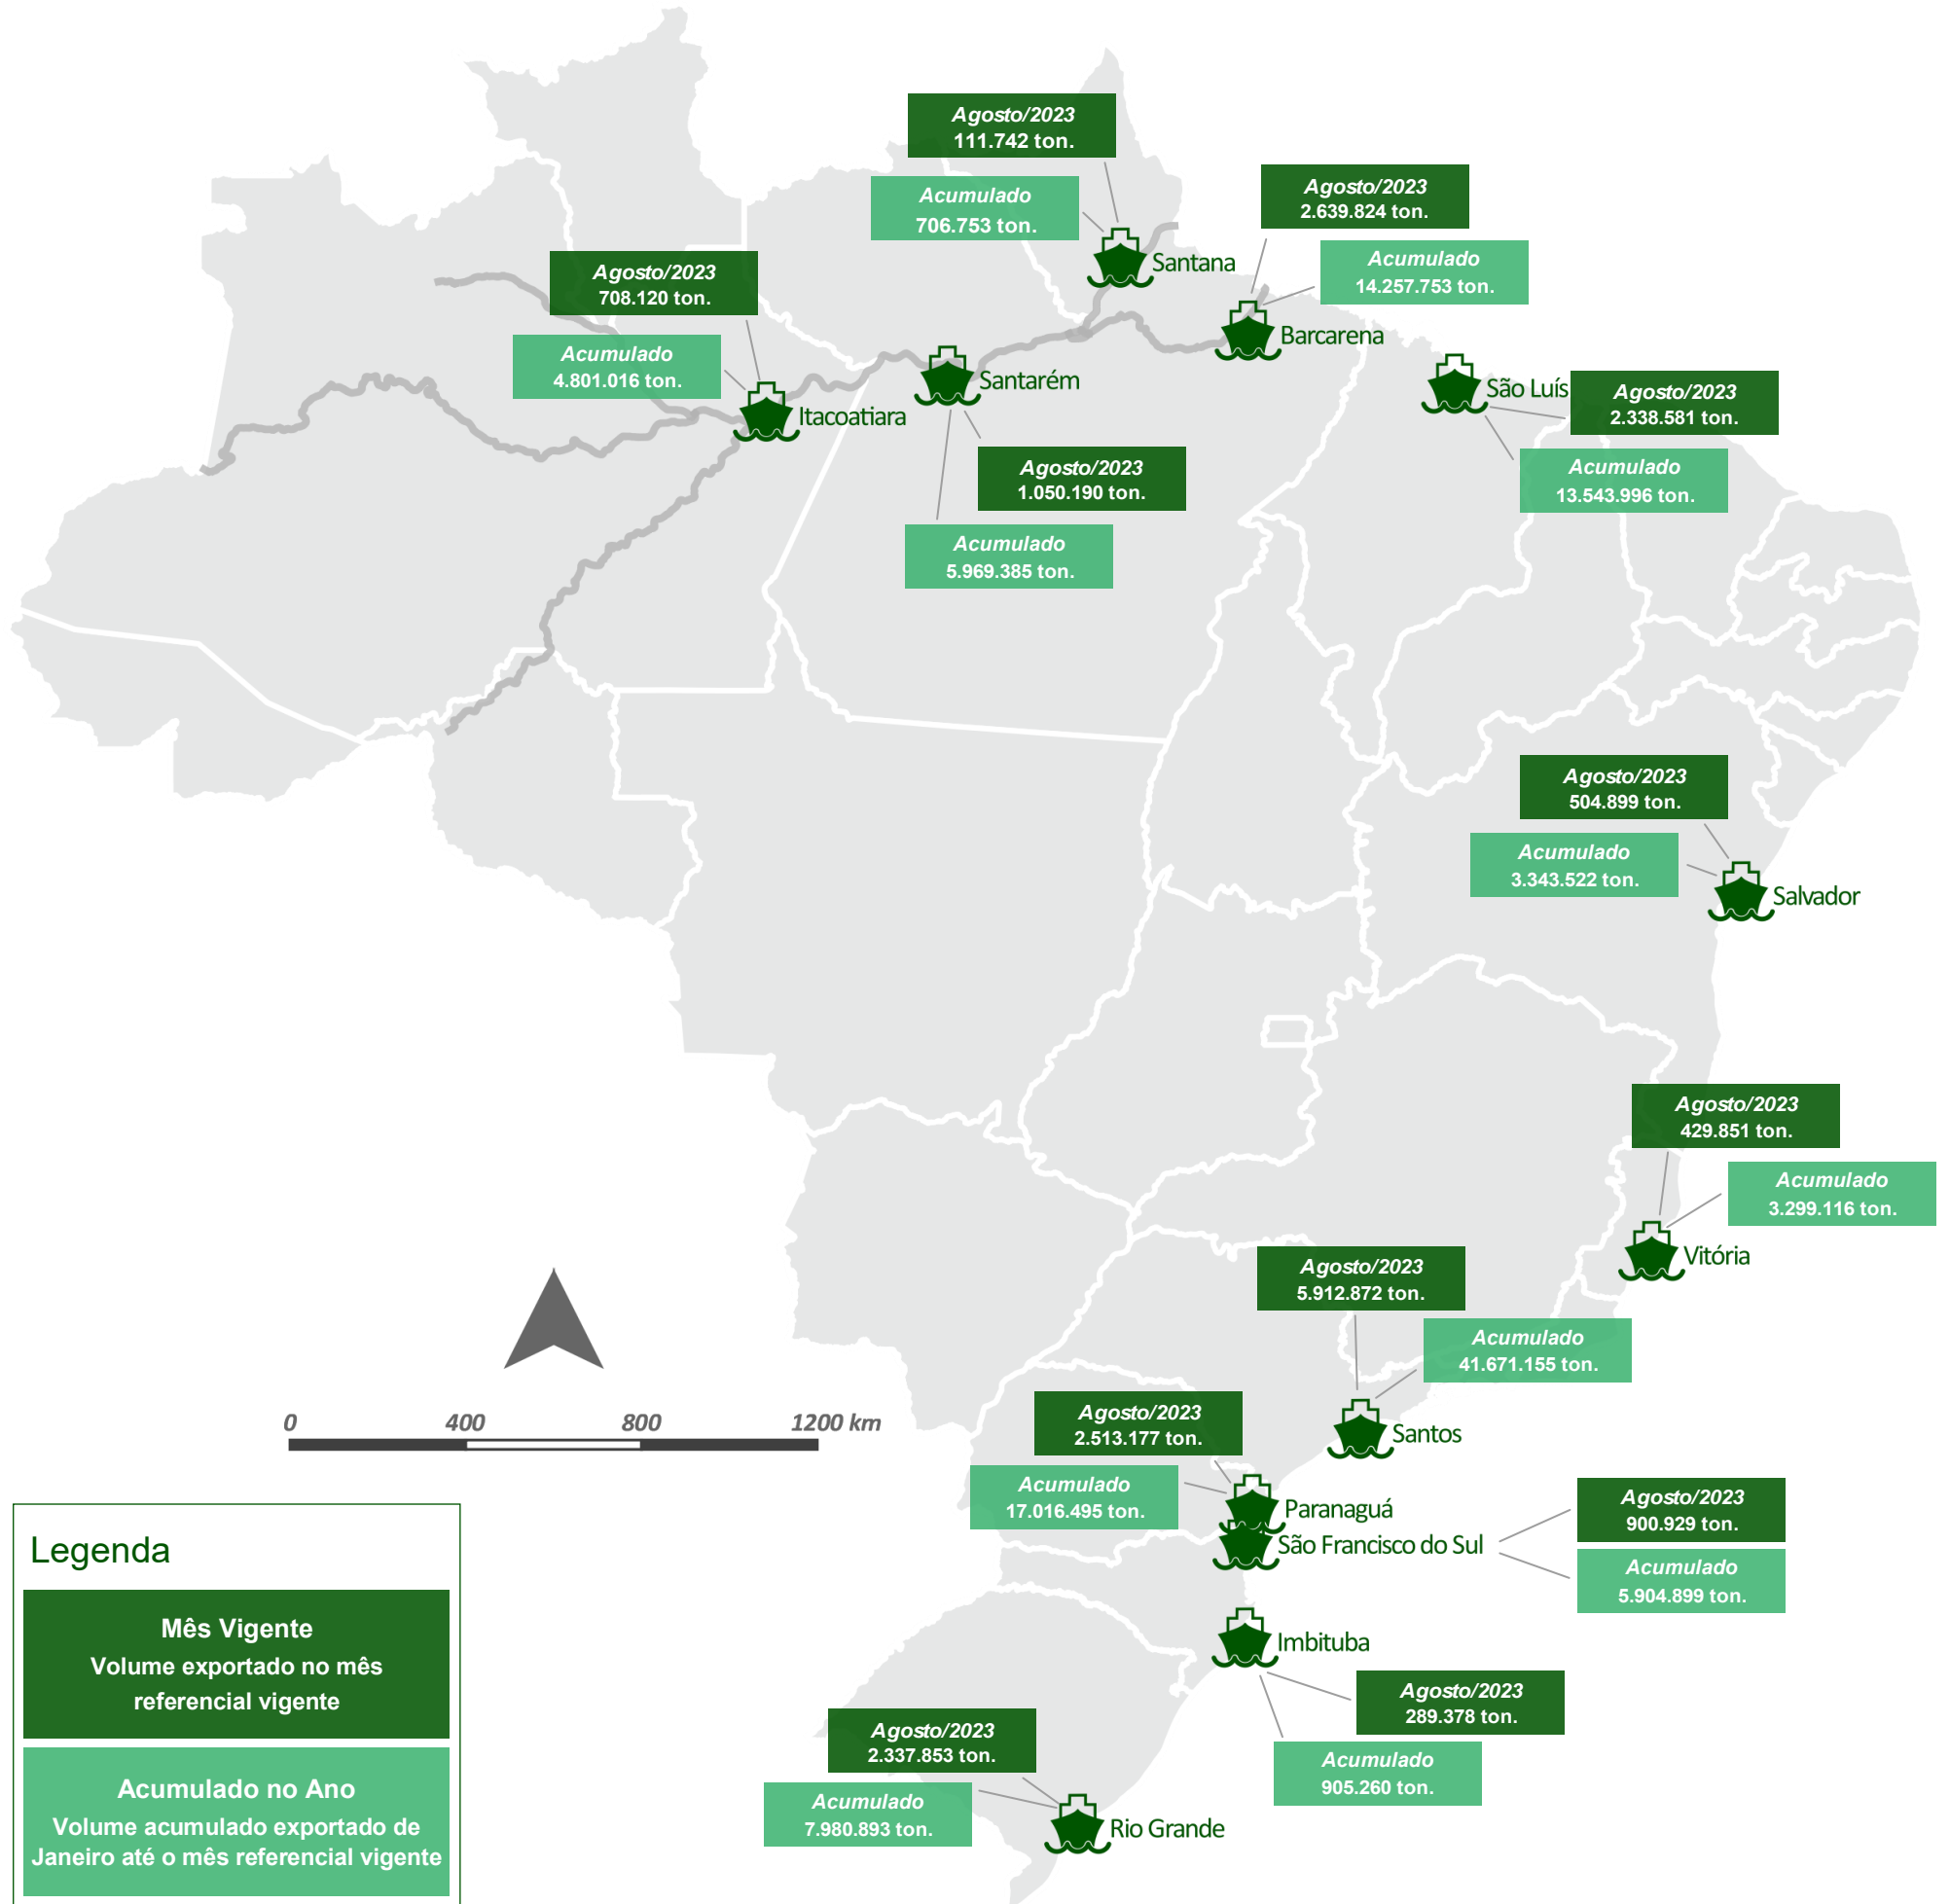 Agosto/2023
111.742 ton.
Acumulado
706.753 ton.
Santana
Agosto/2023
2.639.824 ton.
Acumulado
14.257.753 ton.
Barcarena
Agosto/2023
708.120 ton.
Acumulado
4.801.016 ton.
Itacoatiara
Santarém
Agosto/2023
1.050.190 ton.
Acumulado
5.969.385 ton.
São Luís
Agosto/2023
2.338.581 ton.
Acumulado
13.543.996 ton.
Agosto/2023
504.899 ton.
Acumulado
3.343.522 ton.
Salvador
Agosto/2023
429.851 ton.
Acumulado
3.299.116 ton.
Vitória
Agosto/2023
5.912.872 ton.
Acumulado
41.671.155 ton.
Santos
Agosto/2023
2.513.177 ton.
Acumulado
17.016.495 ton.
Paranaguá
São Francisco do Sul
Agosto/2023
900.929 ton.
Acumulado
5.904.899 ton.
Imbituba
Agosto/2023
289.378 ton.
Acumulado
905.260 ton.
Agosto/2023
2.337.853 ton.
Acumulado
7.980.893 ton.
Rio Grande
0 400 800 1200 km
Legenda
Mês Vigente
Volume exportado no mês
referencial vigente
Acumulado no Ano
Volume acumulado exportado de
Janeiro até o mês referencial vigente